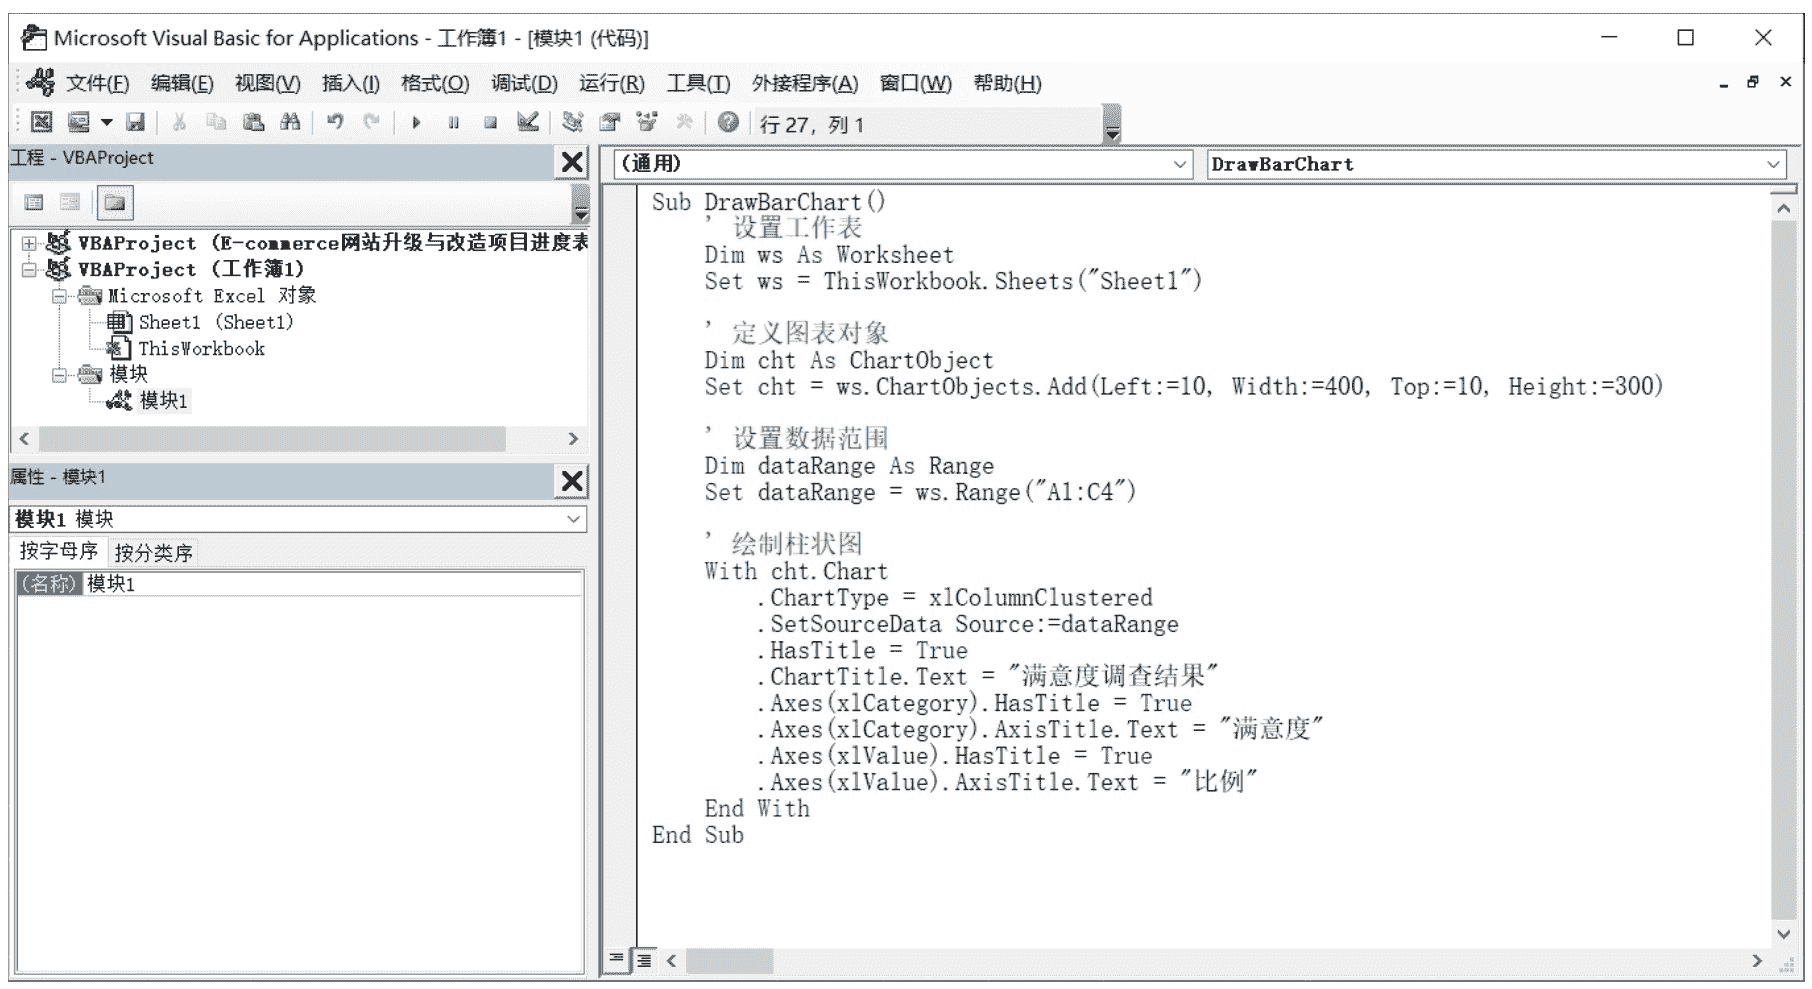 Microsoft Visual Basic for Applications - 工作簿1 - [模块1 (代码)]
文件(F) 编辑(E) 视图(V) 插入(I) 格式(O) 调试(D) 运行(R) 工具(T) 外接程序(A) 窗口(W) 帮助(H)
行 27，列 1
工程 - VBAProject
VBAProject (E-commerce网站升级与改造项目进度表
VBAProject (工作簿1)
Microsoft Excel 对象
Sheet1 (Sheet1)
ThisWorkbook
模块
模块1
属性 - 模块1
模块1 模块
按字母序 按分类序
(名称) 模块1
(通用) DrawBarChart
Sub DrawBarChart()
    ' 设置工作表
    Dim ws As Worksheet
    Set ws = ThisWorkbook.Sheets("Sheet1")
    ' 定义图表对象
    Dim cht As ChartObject
    Set cht = ws.ChartObjects.Add(Left:=10, Width:=400, Top:=10, Height:=300)
    ' 设置数据范围
    Dim dataRange As Range
    Set dataRange = ws.Range("A1:C4")
    ' 绘制柱状图
    With cht.Chart
        .ChartType = xlColumnClustered
        .SetSourceData Source:=dataRange
        .HasTitle = True
        .ChartTitle.Text = "满意度调查结果"
        .Axes(xlCategory).HasTitle = True
        .Axes(xlCategory).AxisTitle.Text = "满意度"
        .Axes(xlValue).HasTitle = True
        .Axes(xlValue).AxisTitle.Text = "比例"
    End With
End Sub